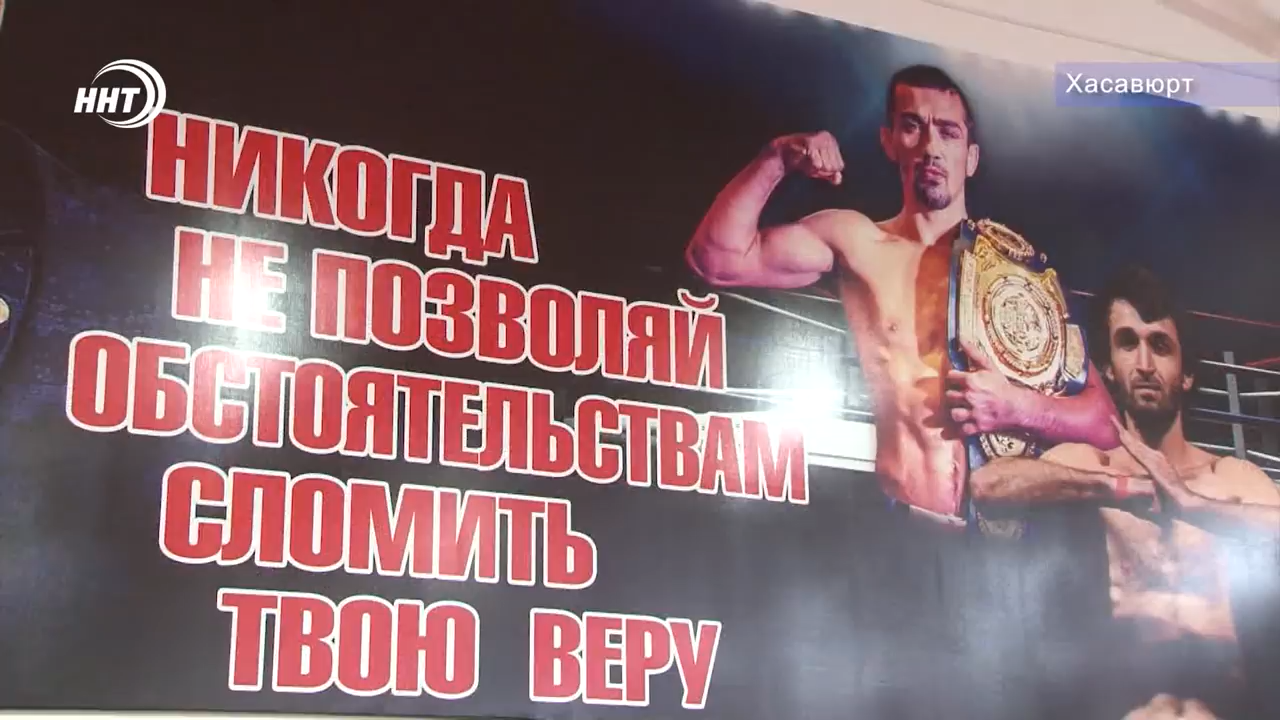 ННТ
Хасавюрт
НИКОГДА
НЕ ПОЗВОЛЯЙ
ОБСТОЯТЕЛЬСТВАМ
СЛОМИТЬ
ТВОЮ ВЕРУ